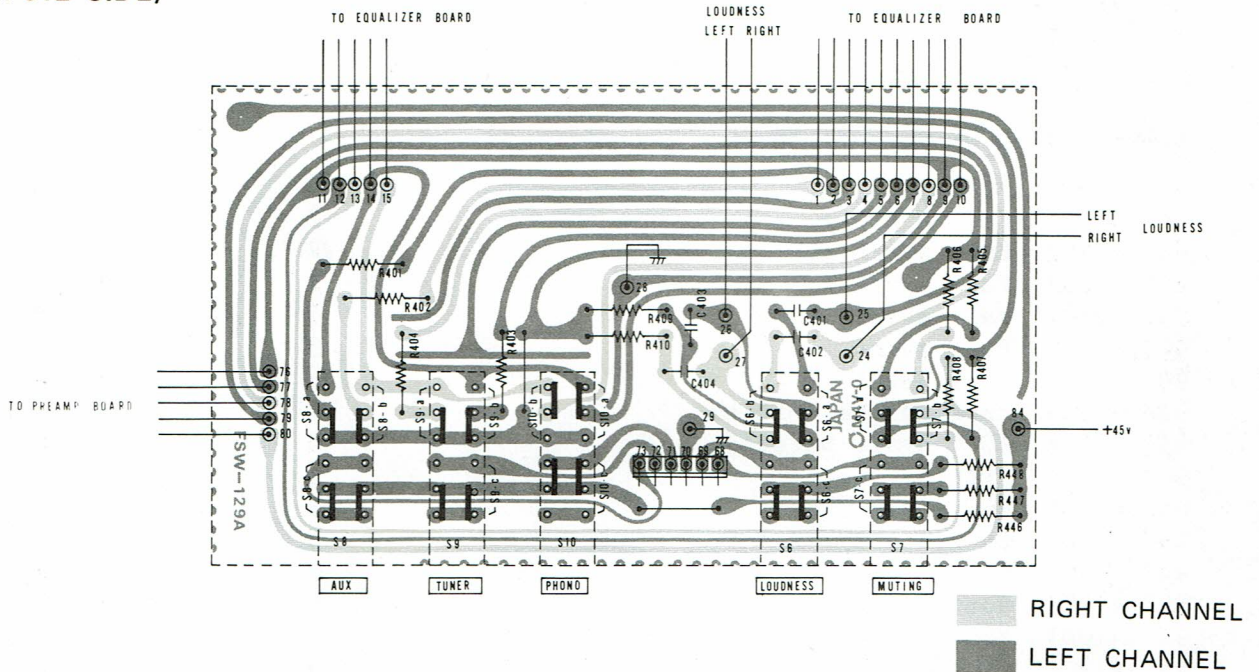 TO EQUALIZER BOARD
LOUDNESS
LEFT RIGHT
TO EQUALIZER BOARD
11 12 13 14 15
1 2 3 4 5 6 7 8 9 10
LEFT
RIGHT
LOUDNESS
R401
R402
R404
R403
28
R409
R410
C403
C404
26
27
C401
C402
25
24
R406
R405
R408
R407
76
77
78
79
80
TO PREAMP BOARD
S8-a
S8-b
S9-a
S9-b
S10-b
S10-a
29
S6-b
S6-a
JAPAN
S7-b
84
+45v
73 72 71 70 69 68
S8-c
S9-c
S6-c
S7-c
R448
R447
R446
FSW-129A
S8
S9
S10
S6
S7
AUX
TUNER
PHONO
LOUDNESS
MUTING
RIGHT CHANNEL
LEFT CHANNEL